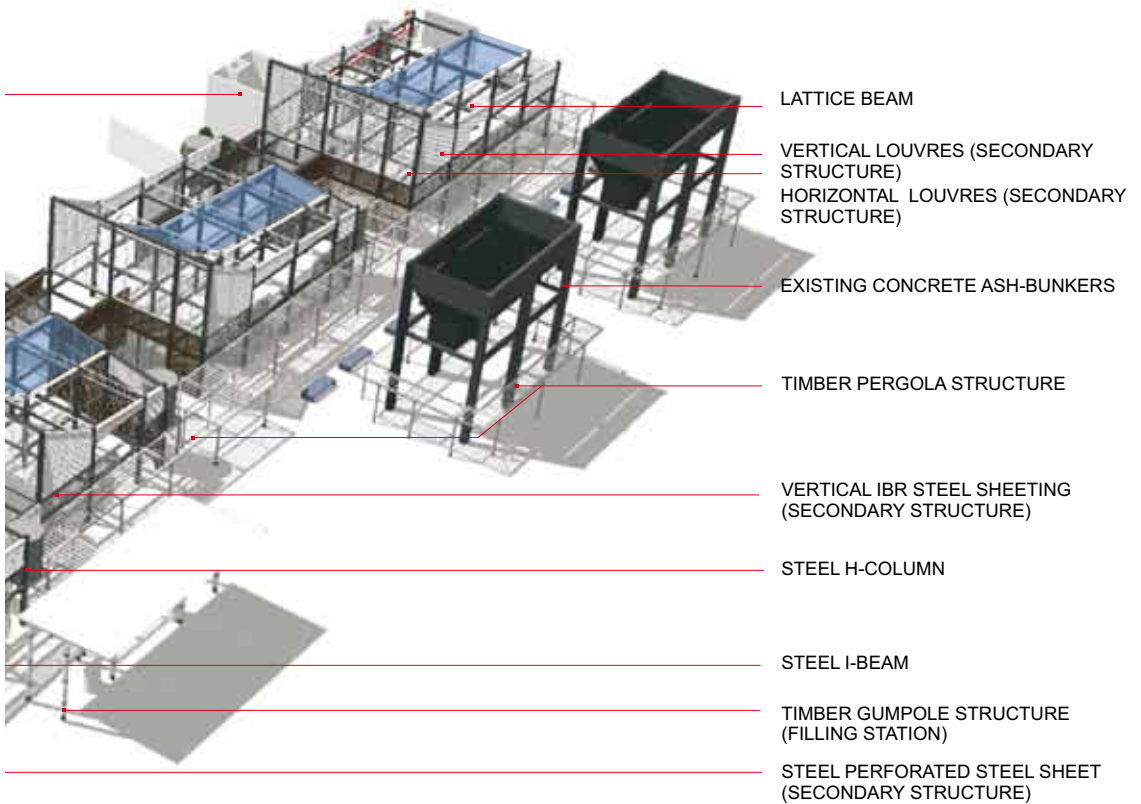 LATTICE BEAM
VERTICAL LOUVRES (SECONDARY
STRUCTURE)
HORIZONTAL  LOUVRES (SECONDARY
STRUCTURE)
EXISTING CONCRETE ASH-BUNKERS
TIMBER PERGOLA STRUCTURE
VERTICAL IBR STEEL SHEETING
(SECONDARY STRUCTURE)
STEEL H-COLUMN
STEEL I-BEAM
TIMBER GUMPOLE STRUCTURE
(FILLING STATION)
STEEL PERFORATED STEEL SHEET
(SECONDARY STRUCTURE)